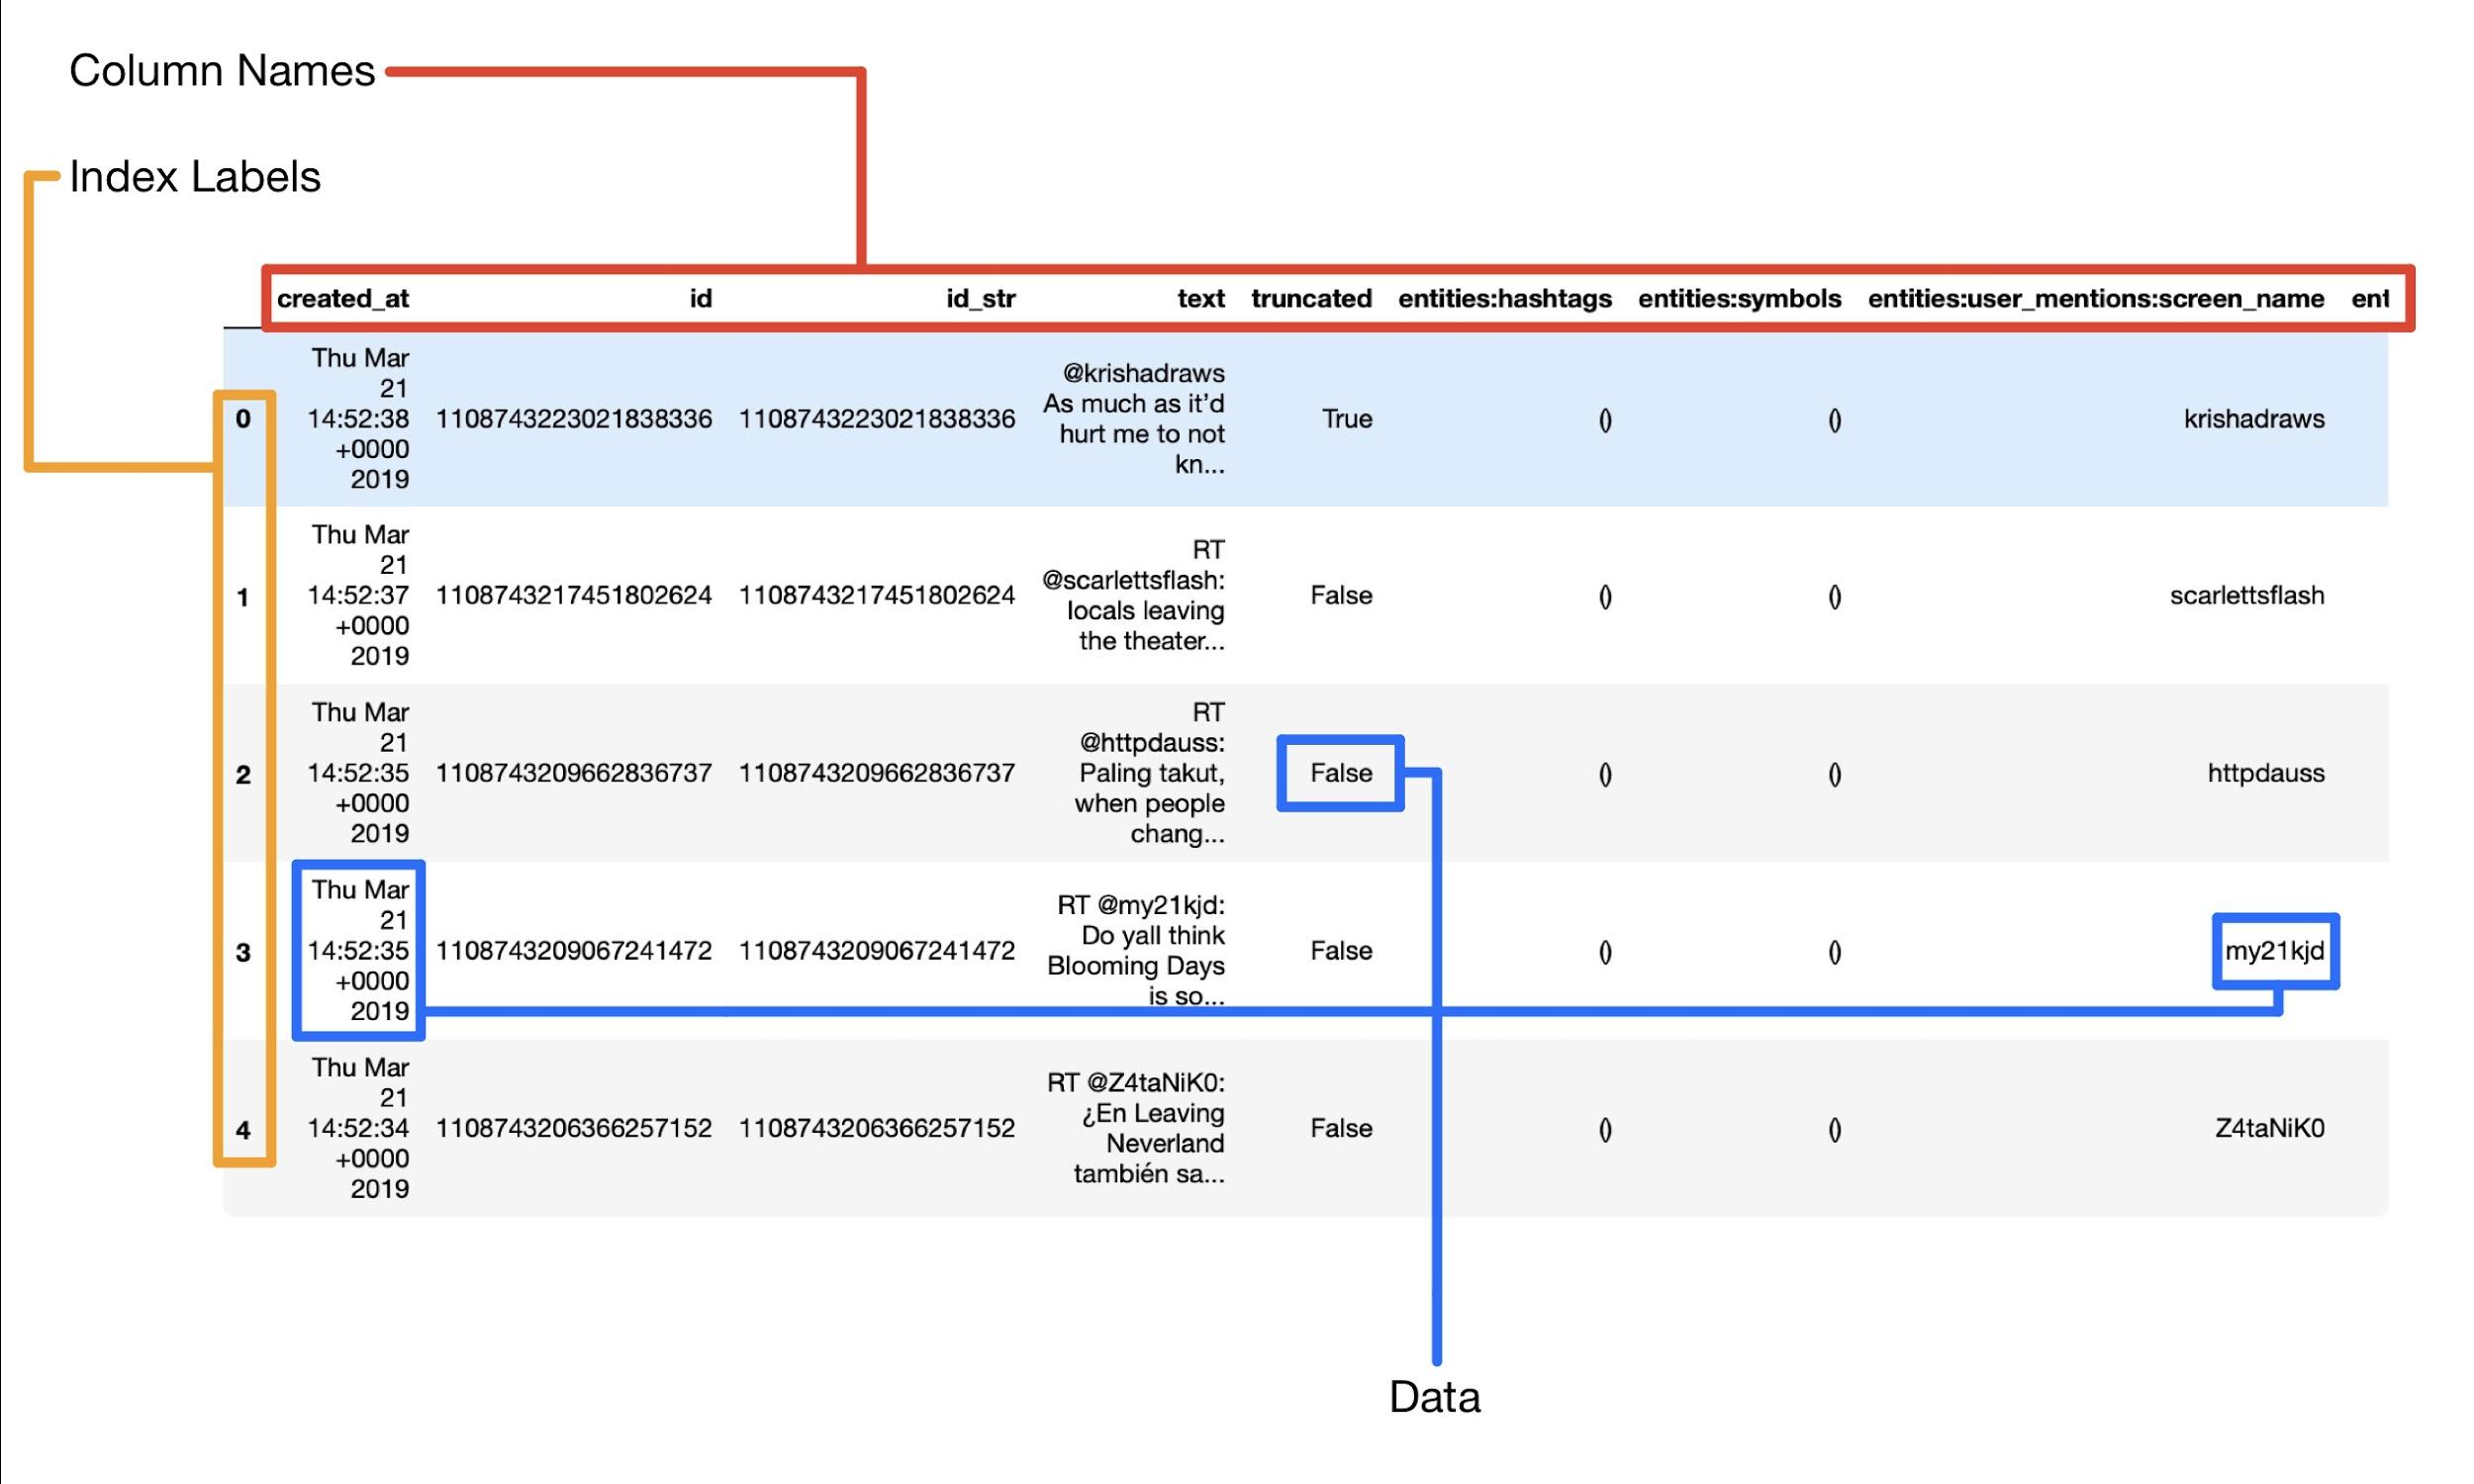 Column Names
Index Labels
created_at id id_str text truncated entities:hashtags entities:symbols entities:user_mentions:screen_name ent
0 Thu Mar 21 14:52:38 +0000 2019 1108743223021838336 1108743223021838336 @krishadraws As much as it’d hurt me to not kn... True () () krishadraws
1 Thu Mar 21 14:52:37 +0000 2019 1108743217451802624 1108743217451802624 RT @scarlettsflash: locals leaving the theater... False () () scarlettsflash
2 Thu Mar 21 14:52:35 +0000 2019 1108743209662836737 1108743209662836737 RT @httpdauss: Paling takut, when people chang... False () () httpdauss
3 Thu Mar 21 14:52:35 +0000 2019 1108743209067241472 1108743209067241472 RT @my21kjd: Do yall think Blooming Days is so... False () () my21kjd
4 Thu Mar 21 14:52:34 +0000 2019 1108743206366257152 1108743206366257152 RT @Z4taNiK0: ¿En Leaving Neverland también sa... False () () Z4taNiK0
Data